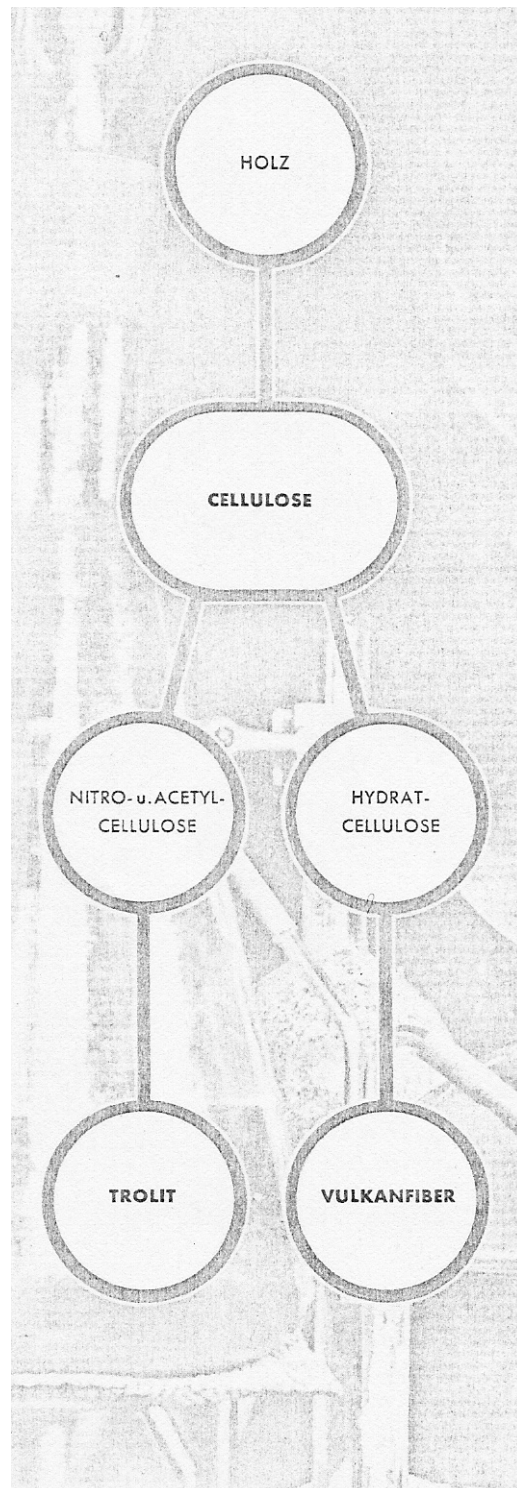 HOLZ
CELLULOSE
NITRO- u. ACETYL-
CELLULOSE
HYDRAT-
CELLULOSE
TROLIT
VULKANFIBER